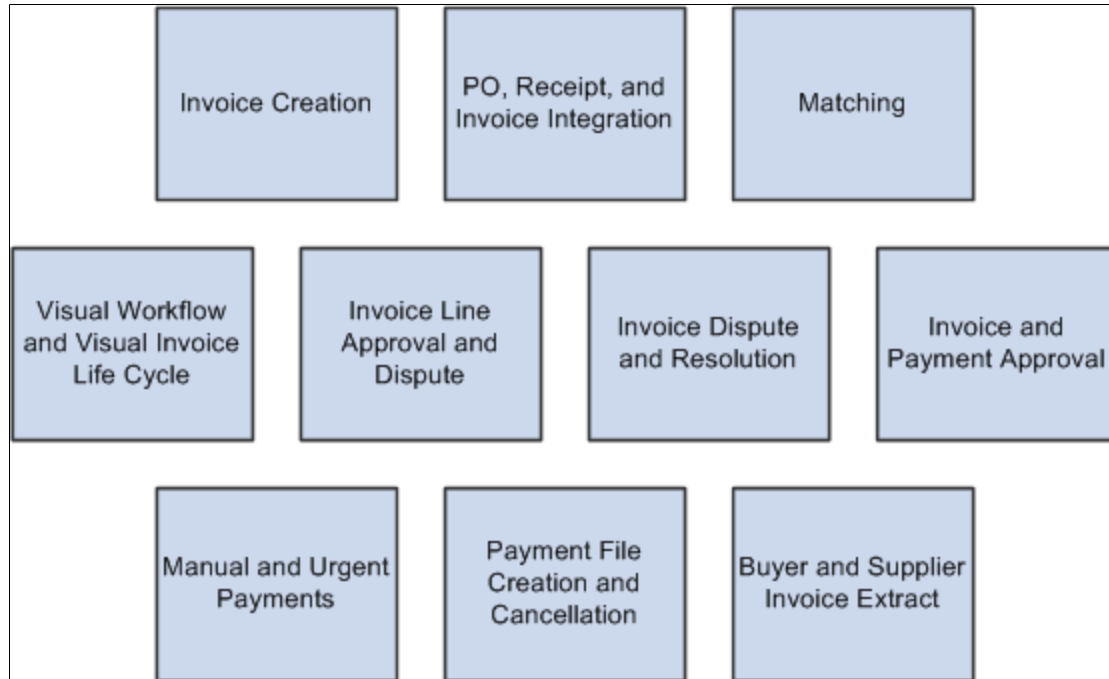 Invoice Creation
PO, Receipt, and
Invoice Integration
Matching
Visual Workflow
and Visual Invoice
Life Cycle
Invoice Line
Approval and
Dispute
Invoice Dispute
and Resolution
Invoice and
Payment Approval
Manual and Urgent
Payments
Payment File
Creation and
Cancellation
Buyer and Supplier
Invoice Extract